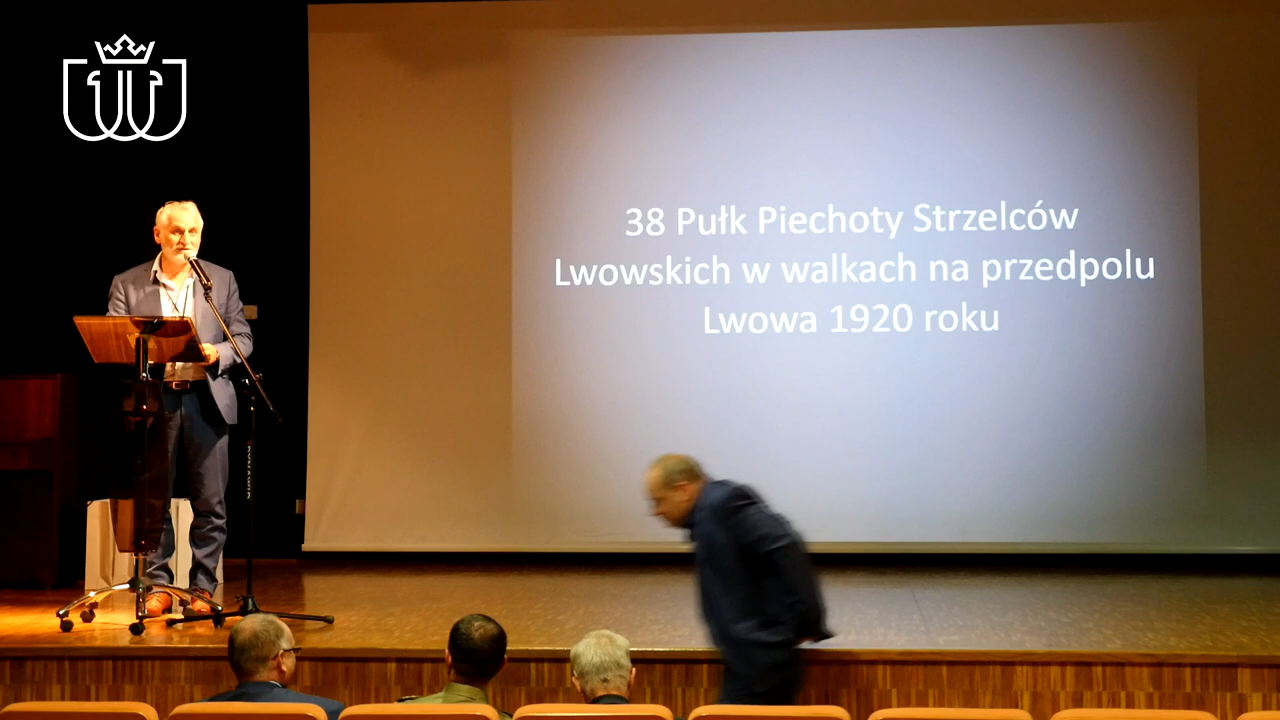 38 Pułk Piechoty Strzelców
Lwowskich w walkach na przedpolu
Lwowa 1920 roku